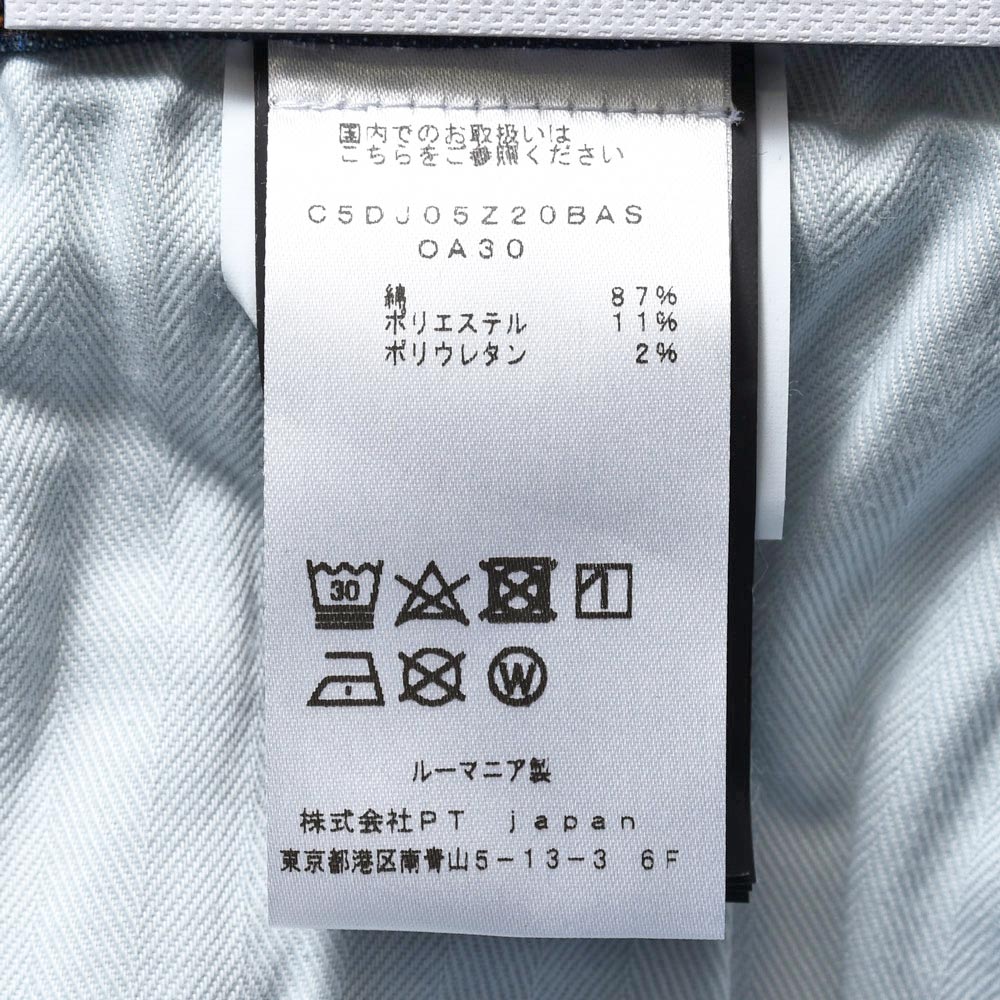 国内でのお取扱いは
こちらをご参照ください
C5DJ05Z20BAS
OA30
綿 87%
ポリエステル 11%
ポリウレタン 2%
30
W
ルーマニア製
株式会社PT japan
東京都港区南青山5-13-3 6F